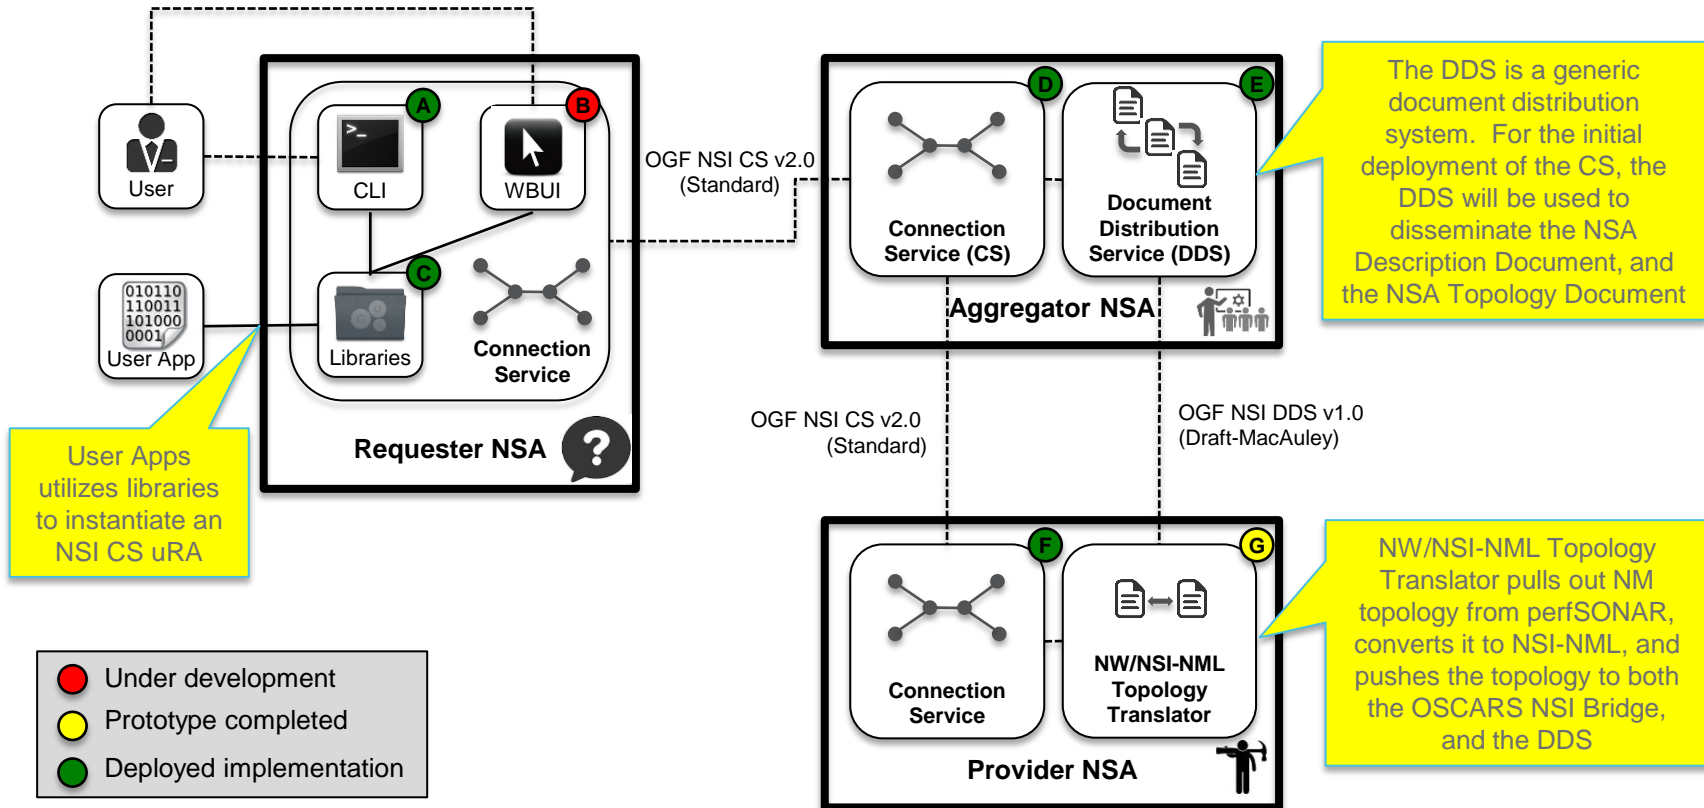 User
User App
010110
110011
101000
0001
A
>_
CLI
B
WBUI
C
Libraries
Connection
Service
Requester NSA
?
User Apps
utilizes libraries
to instantiate an
NSI CS uRA
OGF NSI CS v2.0
(Standard)
D
Connection
Service (CS)
E
Document
Distribution
Service (DDS)
Aggregator NSA
The DDS is a generic
document distribution
system.  For the initial
deployment of the CS, the
DDS will be used to
disseminate the NSA
Description Document, and
the NSA Topology Document
OGF NSI CS v2.0
(Standard)
OGF NSI DDS v1.0
(Draft-MacAuley)
F
Connection
Service
G
NW/NSI-NML
Topology
Translator
Provider NSA
NW/NSI-NML Topology
Translator pulls out NM
topology from perfSONAR,
converts it to NSI-NML, and
pushes the topology to both
the OSCARS NSI Bridge,
and the DDS
Under development
Prototype completed
Deployed implementation